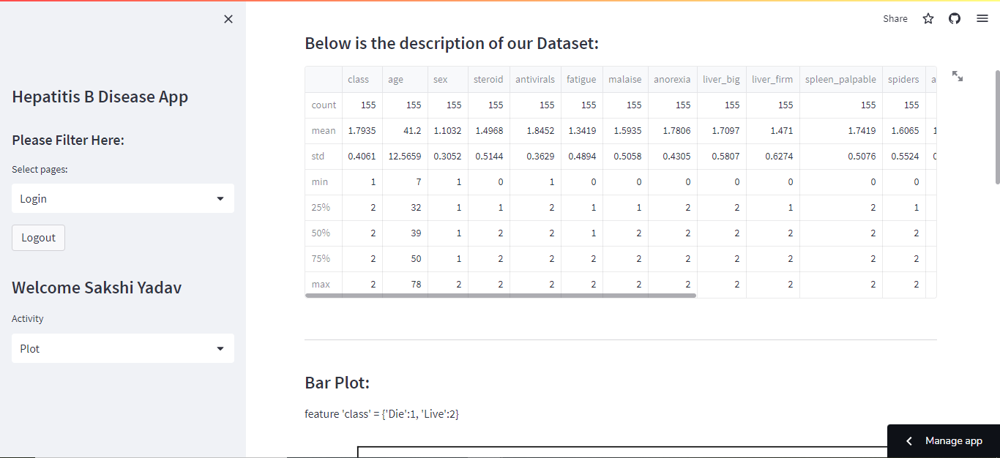 Share
Hepatitis B Disease App
Please Filter Here:
Select pages:
Login
Logout
Welcome Sakshi Yadav
Activity
Plot
Below is the description of our Dataset:
class age sex steroid antivirals fatigue malaise anorexia liver_big liver_firm spleen_palpable spiders a
count 155 155 155 155 155 155 155 155 155 155 155 155
mean 1.7935 41.2 1.1032 1.4968 1.8452 1.3419 1.5935 1.7806 1.7097 1.471 1.7419 1.6065 1
std 0.4061 12.5659 0.3052 0.5144 0.3629 0.4894 0.5058 0.4305 0.5807 0.6274 0.5076 0.5524 0
min 1 7 1 0 1 0 0 0 0 0 0 0
25% 2 32 1 1 2 1 1 2 2 1 2 1
50% 2 39 1 2 2 1 2 2 2 2 2 2
75% 2 50 1 2 2 2 2 2 2 2 2 2
max 2 78 2 2 2 2 2 2 2 2 2 2
Bar Plot:
feature 'class' = {'Die':1, 'Live':2}
Manage app